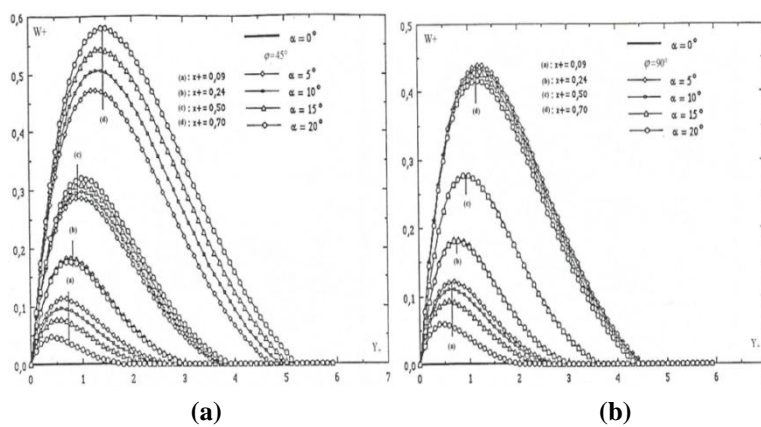 W+
0,6
0,5
0,4
0,3
0,2
0,1
0,0
0 1 2 3 4 5 6 7
Y+
α = 0°
φ=45°
(a): x+= 0,09
(b): x+= 0,24
(c): x+= 0,50
(d): x+= 0,70
α = 5°
α = 10°
α = 15°
α = 20°
(d)
(c)
(b)
(a)
(a)
W+
0,5
0,4
0,3
0,2
0,1
0,0
0 1 2 3 4 5 6
Y+
α = 0°
φ=90°
(a): x+= 0,09
(b): x+= 0,24
(c): x+= 0,50
(d): x+= 0,70
α = 5°
α = 10°
α = 15°
α = 20°
(d)
(c)
(b)
(a)
(b)